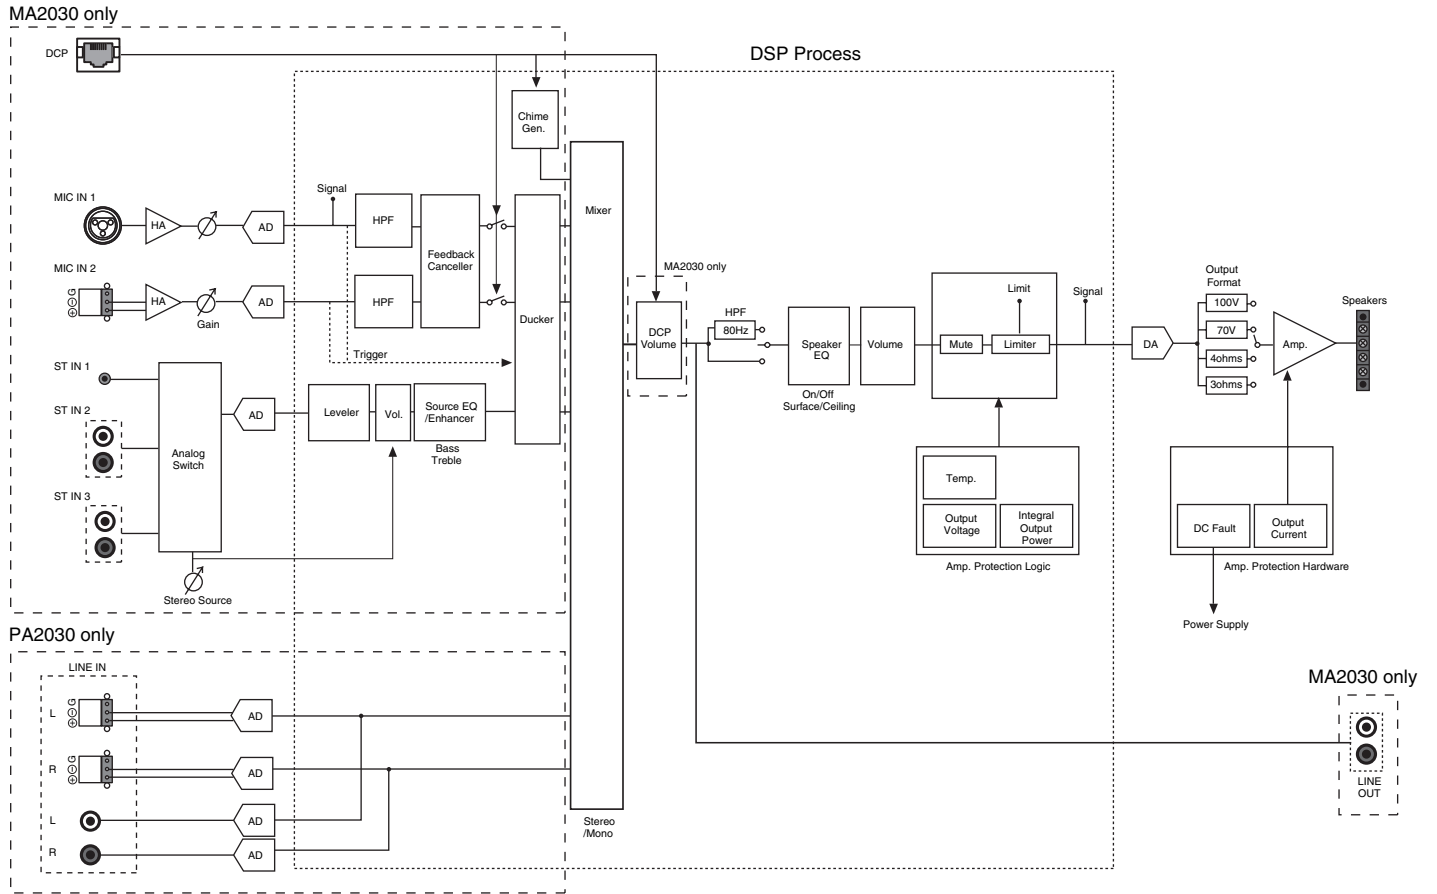 MA2030 only
DCP
DSP Process
Chime
Gen.
MIC IN 1
HA
AD
Signal
HPF
Feedback
Canceller
Mixer
MIC IN 2
G
HA
Gain
AD
HPF
Ducker
Trigger
MA2030 only
DCP
Volume
HPF
80Hz
Speaker
EQ
On/Off
Surface/Ceiling
Volume
Mute
Limit
Limiter
Signal
DA
Output
Format
100V
70V
4ohms
3ohms
Amp.
Speakers
ST IN 1
ST IN 2
ST IN 3
Analog
Switch
AD
Leveler
Vol.
Source EQ
/Enhancer
Bass
Treble
Stereo Source
Temp.
Output
Voltage
Integral
Output
Power
Amp. Protection Logic
DC Fault
Output
Current
Amp. Protection Hardware
Power Supply
PA2030 only
LINE IN
L
G
AD
R
G
AD
L
AD
R
AD
Stereo
/Mono
MA2030 only
LINE
OUT